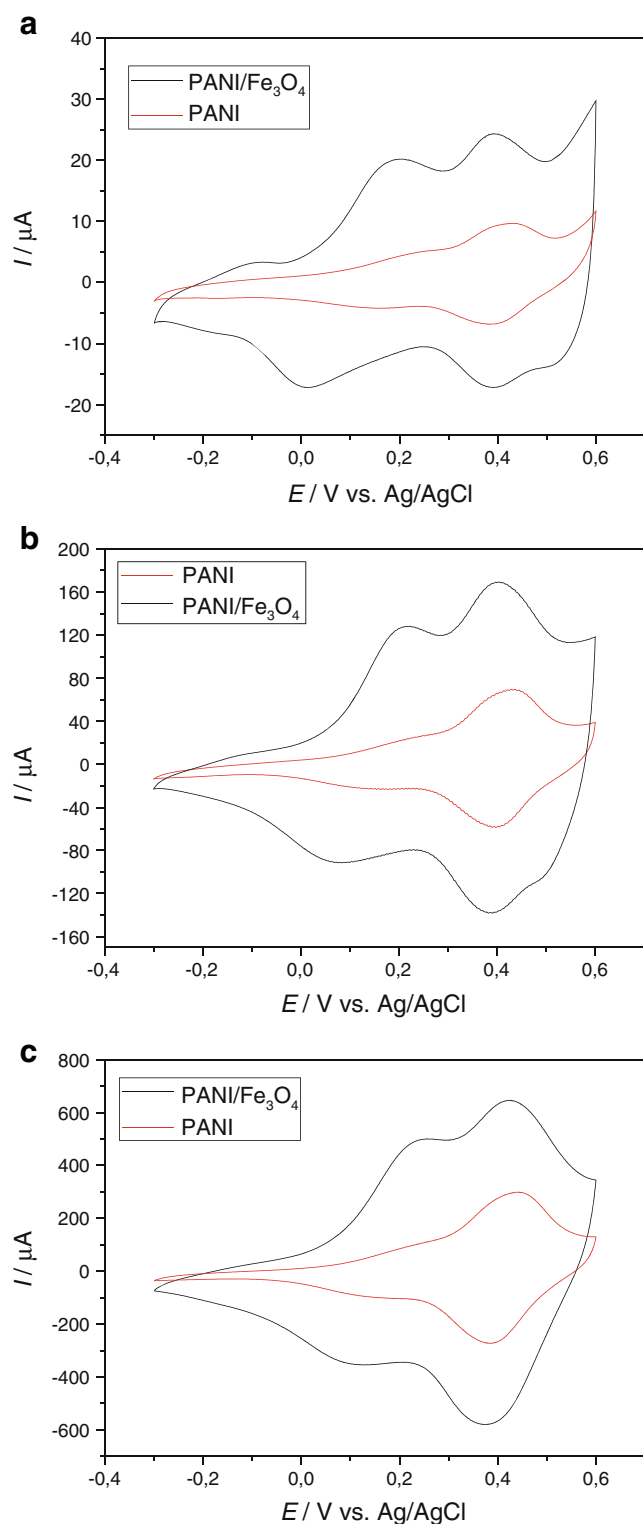 a
40
30
20
10
0
-10
-20
I / μA
PANI/Fe₃O₄
PANI
-0,4 -0,2 0,0 0,2 0,4 0,6
E / V vs. Ag/AgCl
b
200
160
120
80
40
0
-40
-80
-120
-160
I / μA
PANI
PANI/Fe₃O₄
-0,4 -0,2 0,0 0,2 0,4 0,6
E / V vs. Ag/AgCl
c
800
600
400
200
0
-200
-400
-600
I / μA
PANI/Fe₃O₄
PANI
-0,4 -0,2 0,0 0,2 0,4 0,6
E / V vs. Ag/AgCl